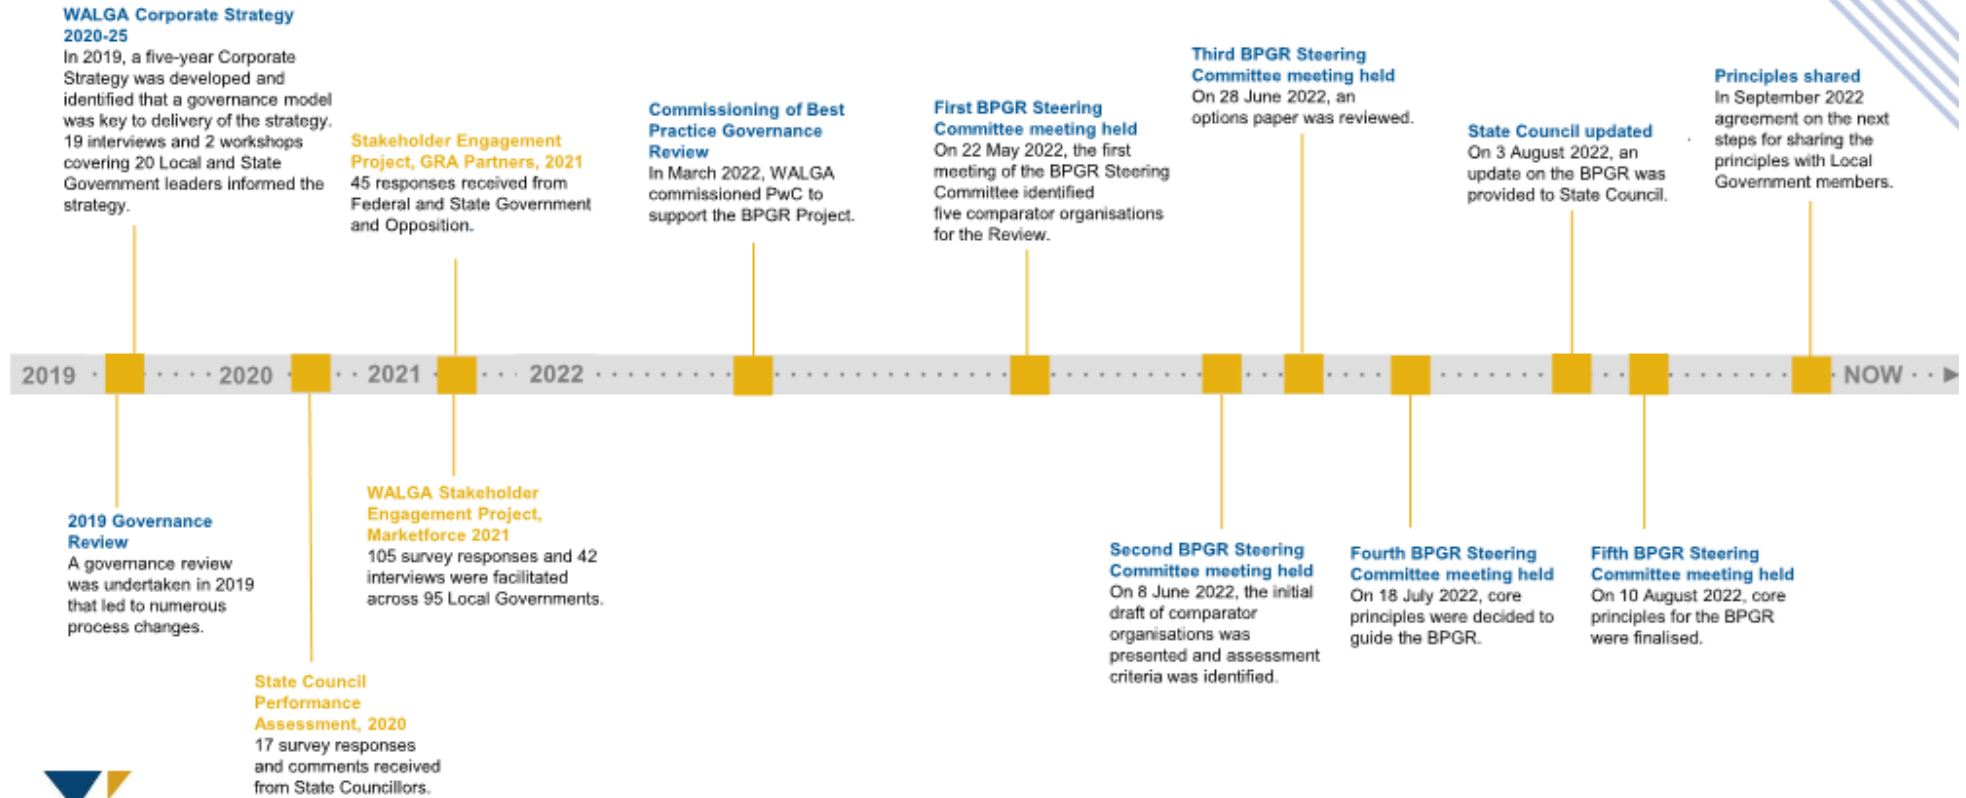 WALGA Corporate Strategy
2020-25
In 2019, a five-year Corporate
Strategy was developed and
identified that a governance model
was key to delivery of the strategy.
19 interviews and 2 workshops
covering 20 Local and State
Government leaders informed the
strategy.
Stakeholder Engagement
Project, GRA Partners, 2021
45 responses received from
Federal and State Government
and Opposition.
Commissioning of Best
Practice Governance
Review
In March 2022, WALGA
commissioned PwC to
support the BPGR Project.
First BPGR Steering
Committee meeting held
On 22 May 2022, the first
meeting of the BPGR Steering
Committee identified
five comparator organisations
for the Review.
Third BPGR Steering
Committee meeting held
On 28 June 2022, an
options paper was reviewed.
State Council updated
On 3 August 2022, an
update on the BPGR was
provided to State Council.
Principles shared
In September 2022
agreement on the next
steps for sharing the
principles with Local
Government members.
2019 2020 2021 2022 NOW
2019 Governance
Review
A governance review
was undertaken in 2019
that led to numerous
process changes.
State Council
Performance
Assessment, 2020
17 survey responses
and comments received
from State Councillors.
WALGA Stakeholder
Engagement Project,
Marketforce 2021
105 survey responses and 42
interviews were facilitated
across 95 Local Governments.
Second BPGR Steering
Committee meeting held
On 8 June 2022, the initial
draft of comparator
organisations was
presented and assessment
criteria was identified.
Fourth BPGR Steering
Committee meeting held
On 18 July 2022, core
principles were decided to
guide the BPGR.
Fifth BPGR Steering
Committee meeting held
On 10 August 2022, core
principles for the BPGR
were finalised.